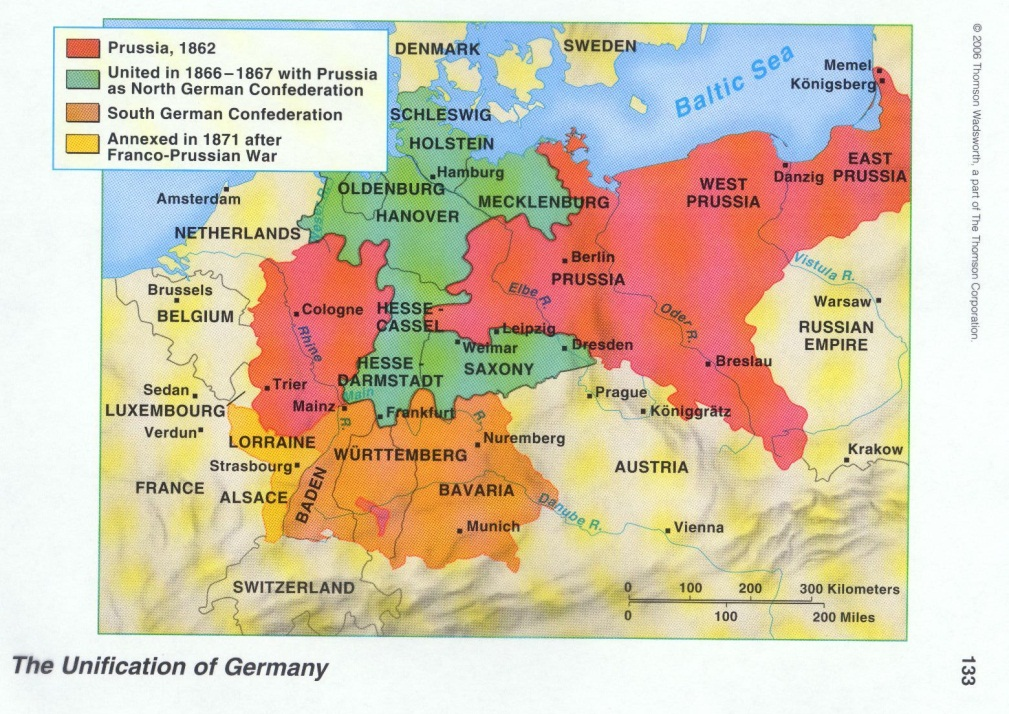 Prussia, 1862
United in 1866–1867 with Prussia
as North German Confederation
South German Confederation
Annexed in 1871 after
Franco-Prussian War
DENMARK
SWEDEN
Baltic Sea
Memel
Königsberg
SCHLESWIG
HOLSTEIN
Hamburg
EAST
PRUSSIA
Danzig
WEST
PRUSSIA
OLDENBURG
MECKLENBURG
HANOVER
Amsterdam
NETHERLANDS
Weser R.
Berlin
PRUSSIA
Vistula R.
Brussels
BELGIUM
Cologne
HESSE-
CASSEL
Elbe R.
Oder R.
Warsaw
RUSSIAN
EMPIRE
Rhine
Leipzig
Weimar
Dresden
SAXONY
Breslau
HESSE-
DARMSTADT
Trier
Main
Sedan
LUXEMBOURG
Mainz
R.
Frankfurt
R.
Prague
Königgrätz
Verdun
LORRAINE
WÜRTTEMBERG
Nuremberg
Krakow
Strasbourg
AUSTRIA
FRANCE
ALSACE
BADEN
BAVARIA
Danube R.
Munich
Vienna
SWITZERLAND
0 100 200 300 Kilometers
0 100 200 Miles
The Unification of Germany
133
© 2006 Thomson Wadsworth, a part of The Thomson Corporation.